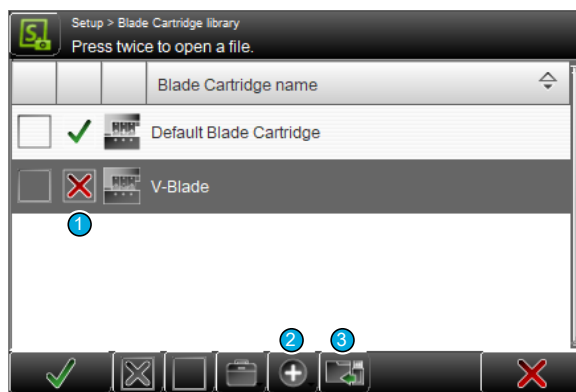 Setup > Blade Cartridge library
Press twice to open a file.
Blade Cartridge name
Default Blade Cartridge
V-Blade
1
2
3